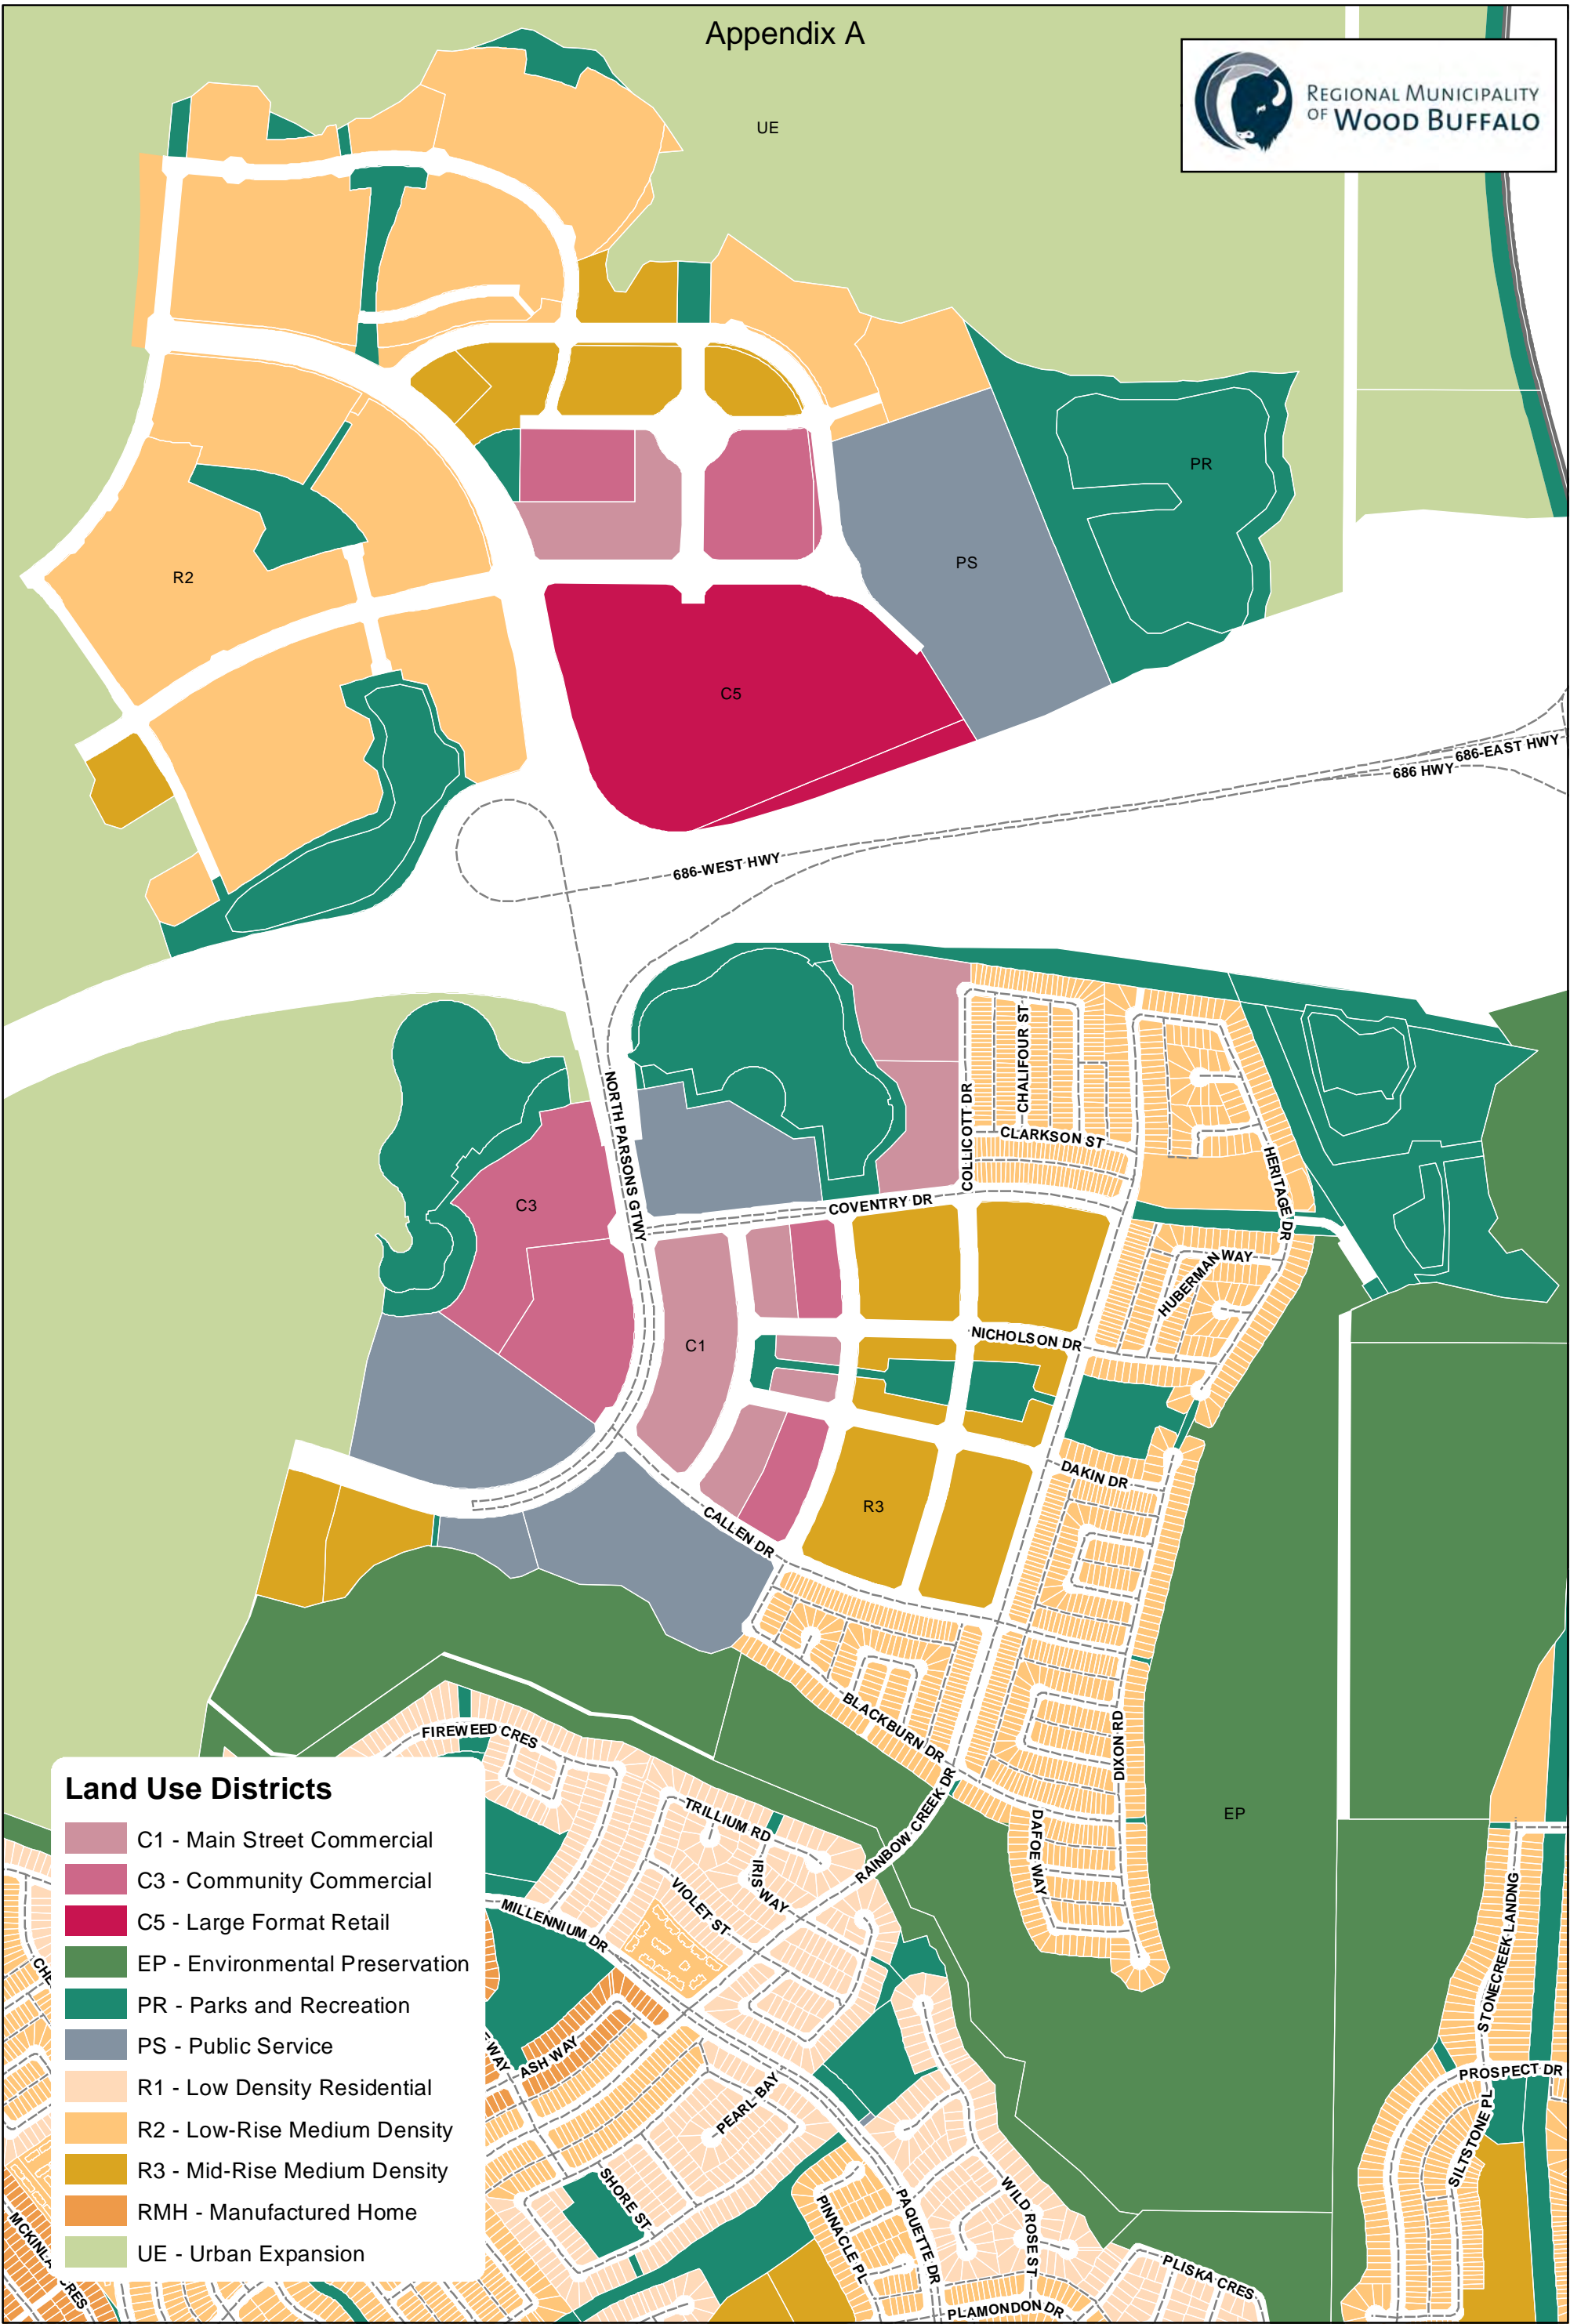 Appendix A
REGIONAL MUNICIPALITY
OF WOOD BUFFALO
UE
PR
PS
R2
C5
686-EAST HWY
686 HWY
686-WEST HWY
NORTH PARSONS GTWY
COLLICOTT DR
CHALIFOUR ST
CLARKSON ST
HERITAGE DR
C3
COVENTRY DR
HUBERMAN WAY
NICHOLSON DR
C1
DAKIN DR
R3
CALLEN DR
BLACKBURN DR
DIXON RD
FIREWEED CRES
TRILLIUM RD
IRIS WAY
VIOLET ST
RAINBOW CREEK DR
DAFOE WAY
EP
MILLENNIUM DR
STONECREEK LANDNG
ASH WAY
PEARL BAY
PROSPECT DR
SILTSTONE PL
SHORE ST
PINNACLE PL
PAQUETTE DR
WILD ROSE ST
PLISKA CRES
PLAMONDON DR
Land Use Districts
C1 - Main Street Commercial
C3 - Community Commercial
C5 - Large Format Retail
EP - Environmental Preservation
PR - Parks and Recreation
PS - Public Service
R1 - Low Density Residential
R2 - Low-Rise Medium Density
R3 - Mid-Rise Medium Density
RMH - Manufactured Home
UE - Urban Expansion